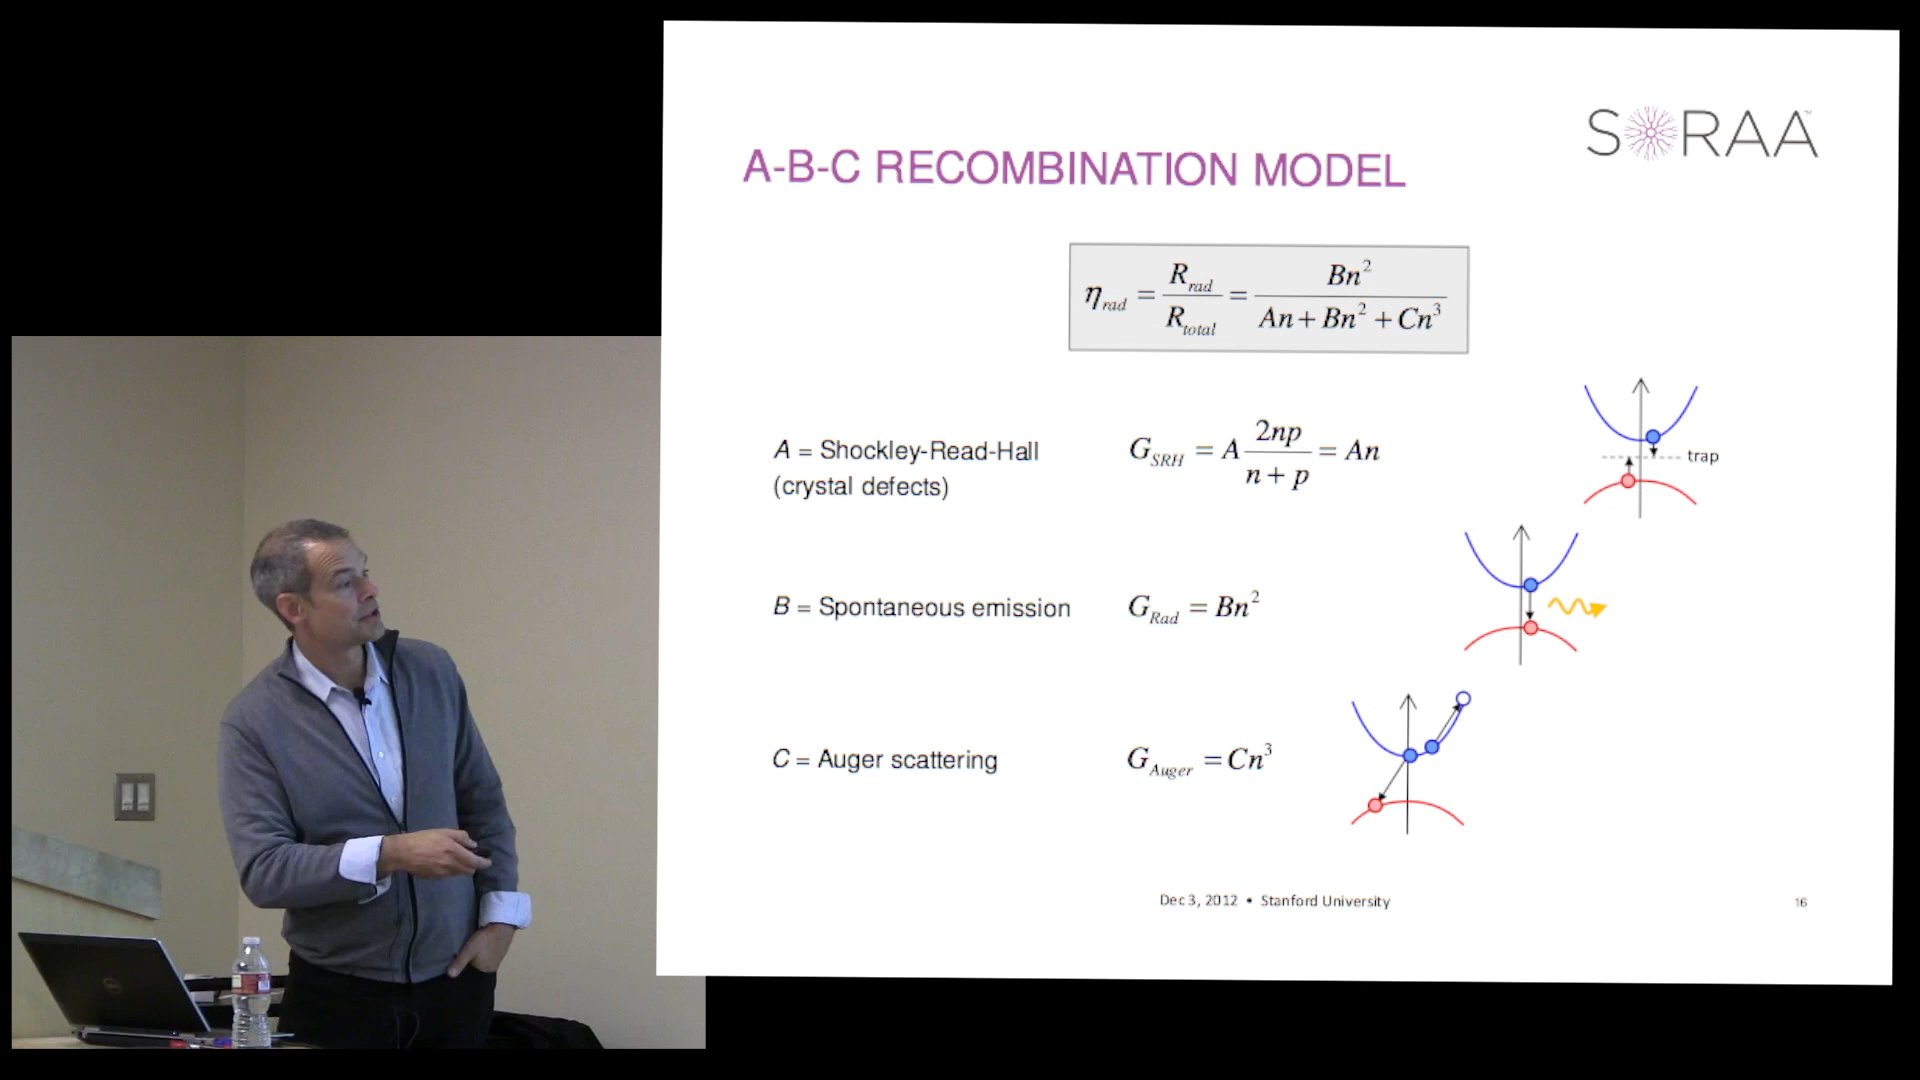 SORAA™
A-B-C RECOMBINATION MODEL
η_rad = R_rad / R_total = Bn² / (An + Bn² + Cn³)
A = Shockley-Read-Hall
(crystal defects)
G_SRH = A 2np / (n + p) = An
trap
B = Spontaneous emission
G_Rad = Bn²
C = Auger scattering
G_Auger = Cn³
Dec 3, 2012 • Stanford University
16